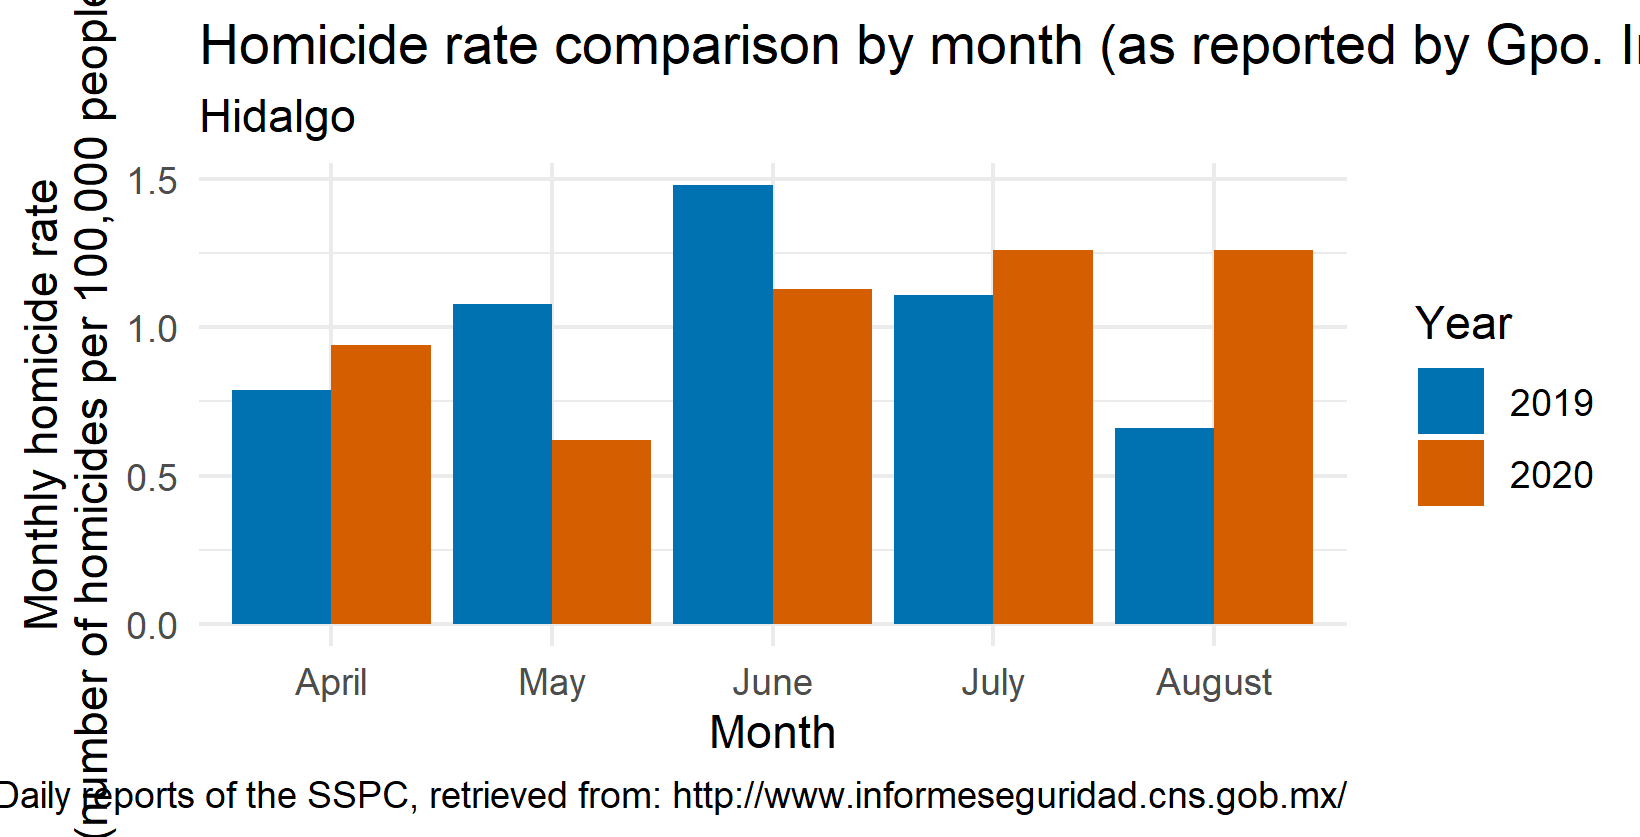 Homicide rate comparison by month (as reported by Gpo.
Hidalgo
Monthly homicide rate
(number of homicides per 100,000 people
1.5
1.0
0.5
0.0
April May June July August
Month
Year
2019
2020
Daily reports of the SSPC, retrieved from: http://www.informeseguridad.cns.gob.mx/